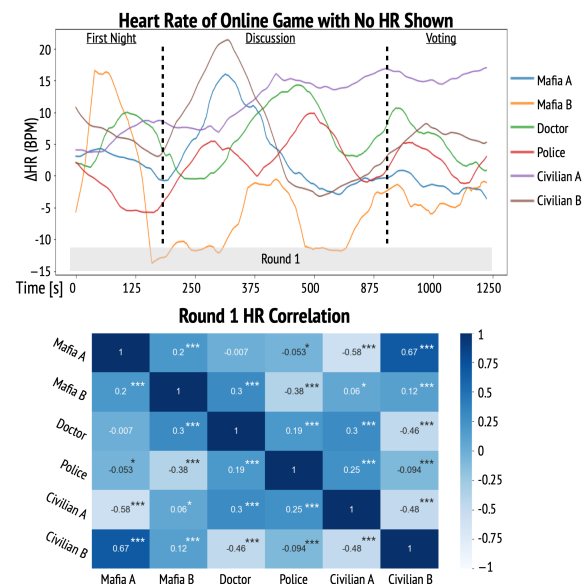 Heart Rate of Online Game with No HR Shown
First Night Discussion Voting
ΔHR (BPM)
20
15
10
5
0
−5
−10
−15
Round 1
Time [s] 0 125 250 375 500 875 1000 1250
Mafia A
Mafia B
Doctor
Police
Civilian A
Civilian B
Round 1 HR Correlation
Mafia A 1 0.2 *** -0.007 -0.053 * -0.58 *** 0.67 ***
Mafia B 0.2 *** 1 0.3 *** -0.38 *** 0.06 * 0.12 ***
Doctor -0.007 0.3 *** 1 0.19 *** 0.3 *** -0.46 ***
Police -0.053 * -0.38 *** 0.19 *** 1 0.25 *** -0.094 ***
Civilian A -0.58 *** 0.06 * 0.3 *** 0.25 *** 1 -0.48 ***
Civilian B 0.67 *** 0.12 *** -0.46 *** -0.094 *** -0.48 *** 1
Mafia A Mafia B Doctor Police Civilian A Civilian B
1
0.75
0.5
0.25
0
−0.25
−0.5
−0.75
−1